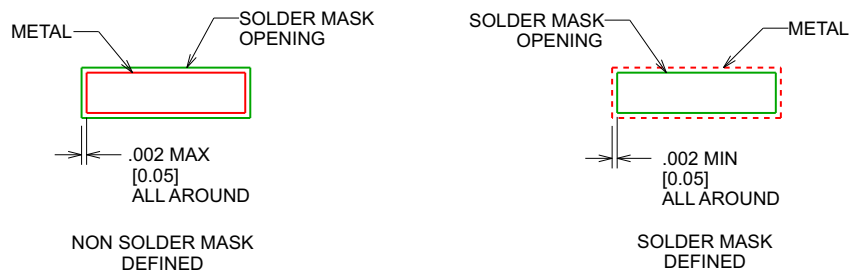 METAL
SOLDER MASK
OPENING
.002 MAX
[0.05]
ALL AROUND
NON SOLDER MASK
DEFINED
SOLDER MASK
OPENING
METAL
.002 MIN
[0.05]
ALL AROUND
SOLDER MASK
DEFINED